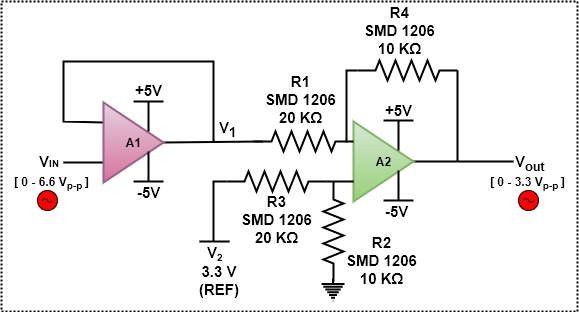 R4
SMD 1206
10 KΩ
R1
SMD 1206
20 KΩ
+5V
A1
V1
-5V
VIN
[ 0 - 6.6 Vp-p ]
+5V
A2
-5V
Vout
[ 0 - 3.3 Vp-p ]
R3
SMD 1206
20 KΩ
V2
3.3 V
(REF)
R2
SMD 1206
10 KΩ